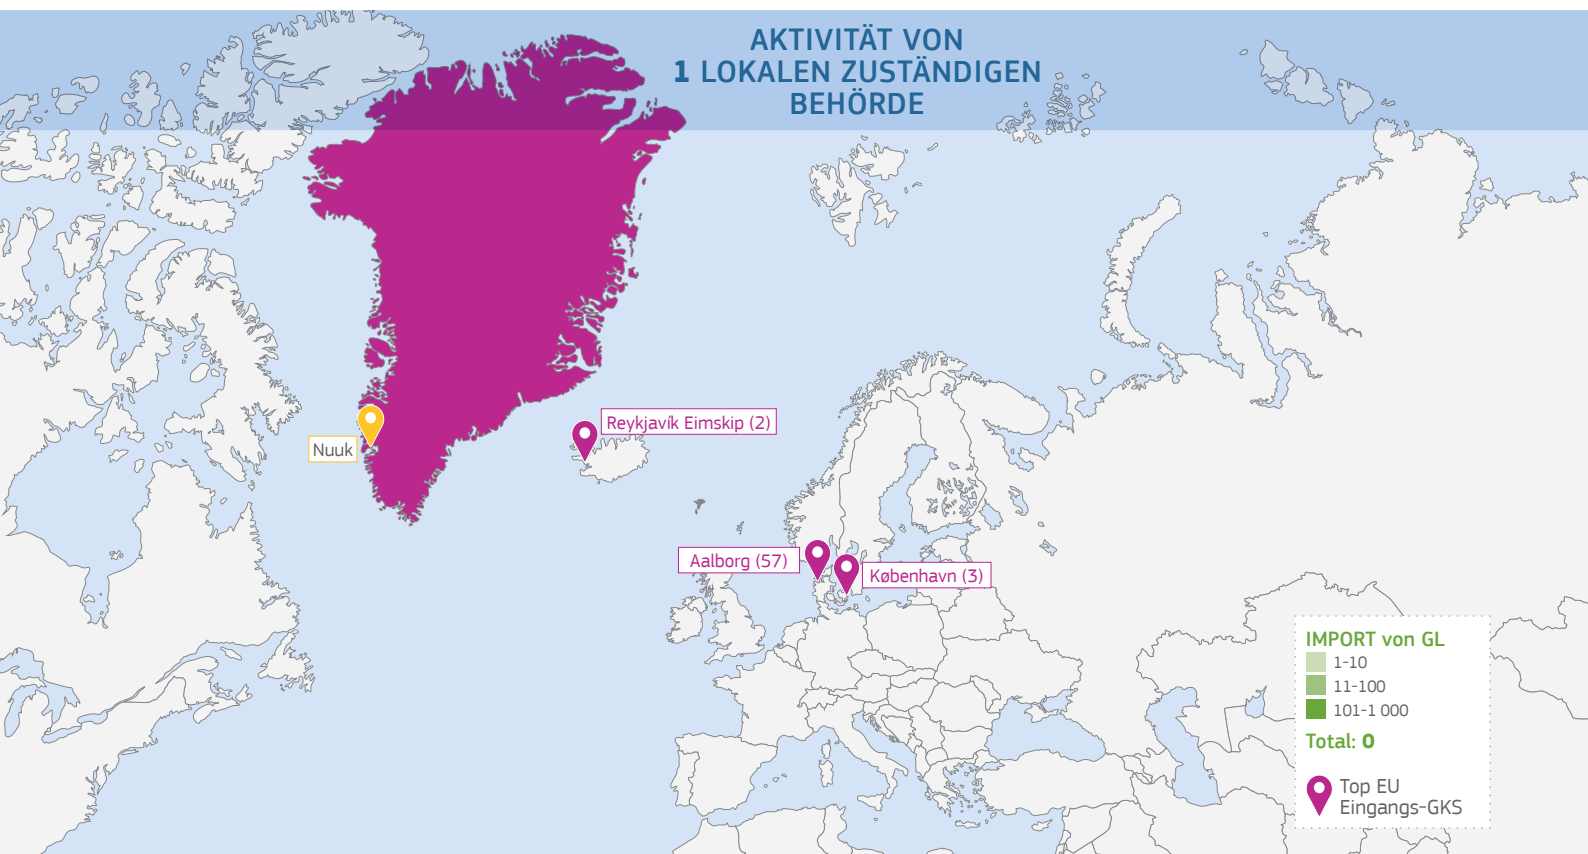 AKTIVITÄT VON
1 LOKALEN ZUSTÄNDIGEN
BEHÖRDE
Reykjavík Eimskip (2)
Nuuk
Aalborg (57)
København (3)
IMPORT von GL
1-10
11-100
101-1 000
Total: 0
Top EU
Eingangs-GKS